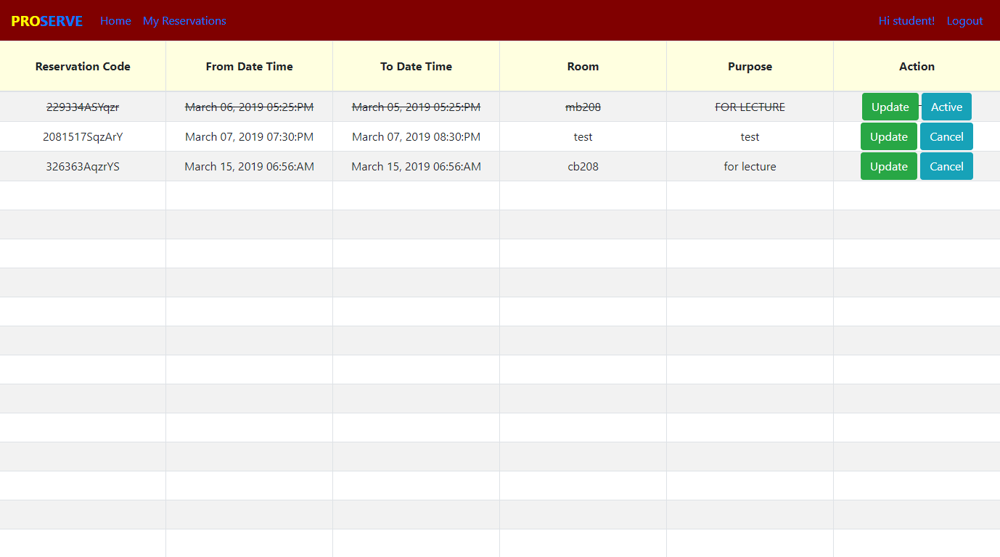 PROSERVE Home My Reservations Hi student! Logout
Reservation Code From Date Time To Date Time Room Purpose Action
229334ASYqzr March 06, 2019 05:25:PM March 05, 2019 05:25:PM mb208 FOR LECTURE Update Active
2081517SqzArY March 07, 2019 07:30:PM March 07, 2019 08:30:PM test test Update Cancel
326363AqzrYS March 15, 2019 06:56:AM March 15, 2019 06:56:AM cb208 for lecture Update Cancel